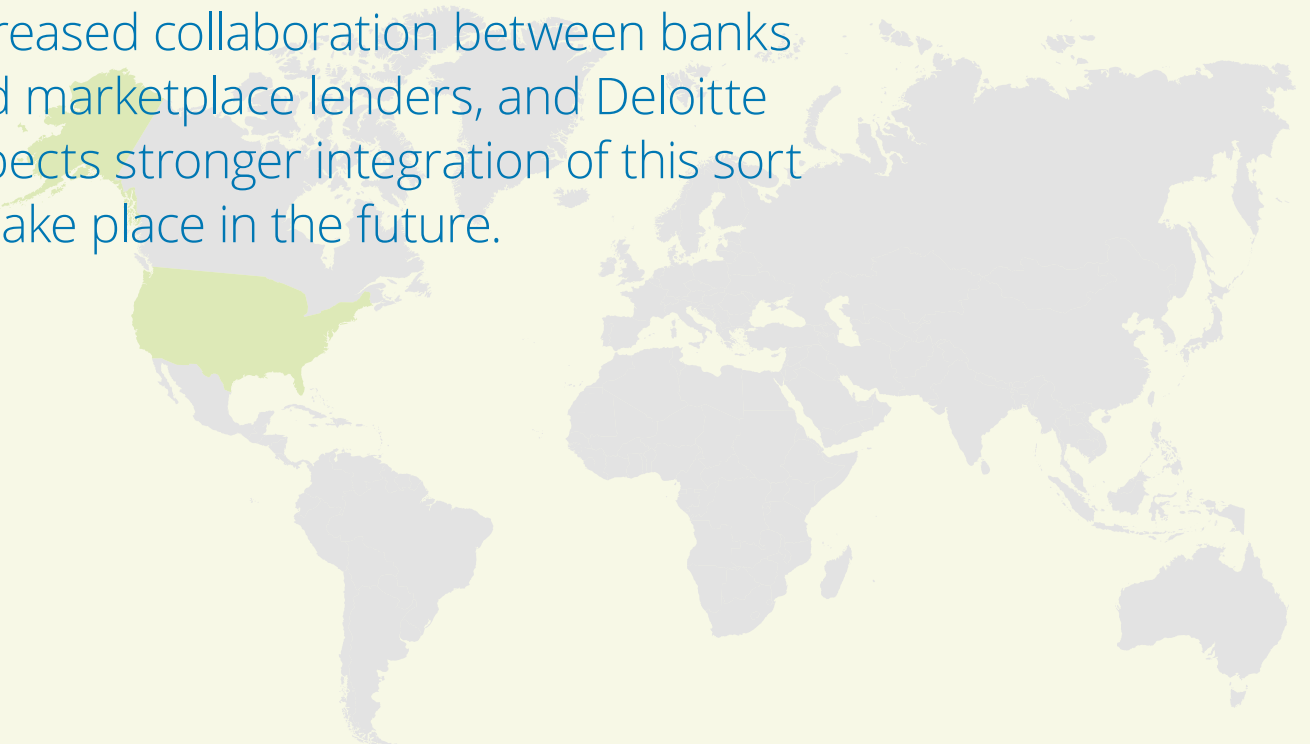 reased collaboration between banks
d marketplace lenders, and Deloitte
pects stronger integration of this sort
ake place in the future.